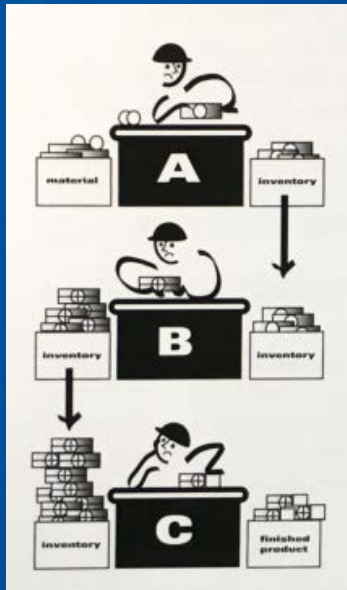 A
material
inventory
B
inventory
inventory
C
inventory
finished
product